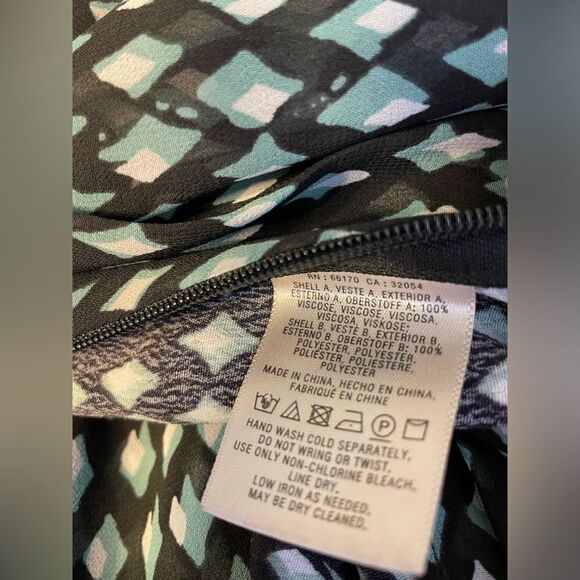 RN : 66170 CA : 32054
SHELL A, VESTE A, EXTERIOR A,
ESTERNO A, OBERSTOFF A: 100%
VISCOSE, VISCOSE, VISCOSA,
VISCOSA, VISKOSE;
SHELL B, VESTE B, EXTERIOR B,
ESTERNO B, OBERSTOFF B: 100%
POLYESTER, POLYESTER,
POLIÉSTER, POLIESTERE,
POLYESTER
MADE IN CHINA, HECHO EN CHINA,
FABRIQUÉ EN CHINE
P
HAND WASH COLD SEPARATELY,
DO NOT WRING OR TWIST.
USE ONLY NON-CHLORINE BLEACH.
LINE DRY.
LOW IRON AS NEEDED.
MAY BE DRY CLEANED.